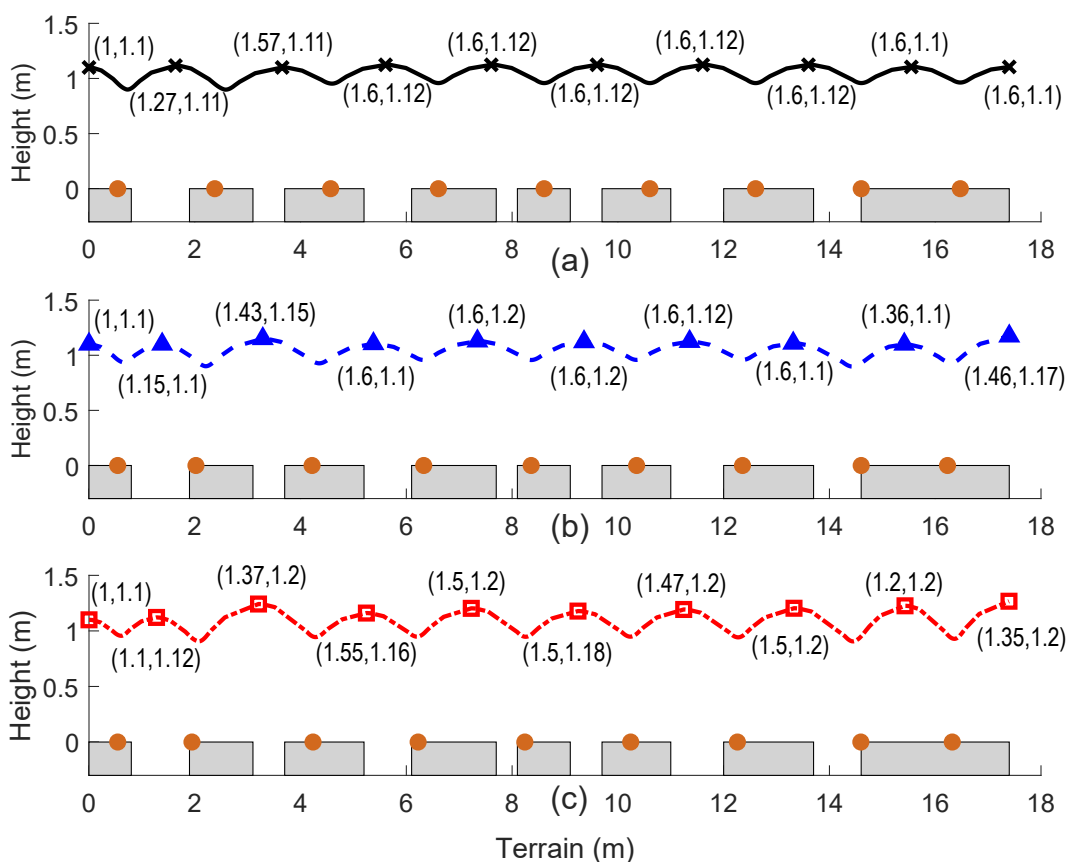 1.5
(1,1.1) (1.57,1.11) (1.6,1.12) (1.6,1.12) (1.6,1.1)
1
(1.27,1.11) (1.6,1.12) (1.6,1.12) (1.6,1.12) (1.6,1.1)
0.5
0
Height (m)
0 2 4 6 8 10 12 14 16 18
(a)
1.5
(1,1.1) (1.43,1.15) (1.6,1.2) (1.6,1.12) (1.36,1.1)
1
(1.15,1.1) (1.6,1.1) (1.6,1.2) (1.6,1.1) (1.46,1.17)
0.5
0
Height (m)
0 2 4 6 8 10 12 14 16 18
(b)
1.5
(1,1.1) (1.37,1.2) (1.5,1.2) (1.47,1.2) (1.2,1.2)
1
(1.1,1.12) (1.55,1.16) (1.5,1.18) (1.5,1.2) (1.35,1.2)
0.5
0
Height (m)
0 2 4 6 8 10 12 14 16 18
(c)
Terrain (m)